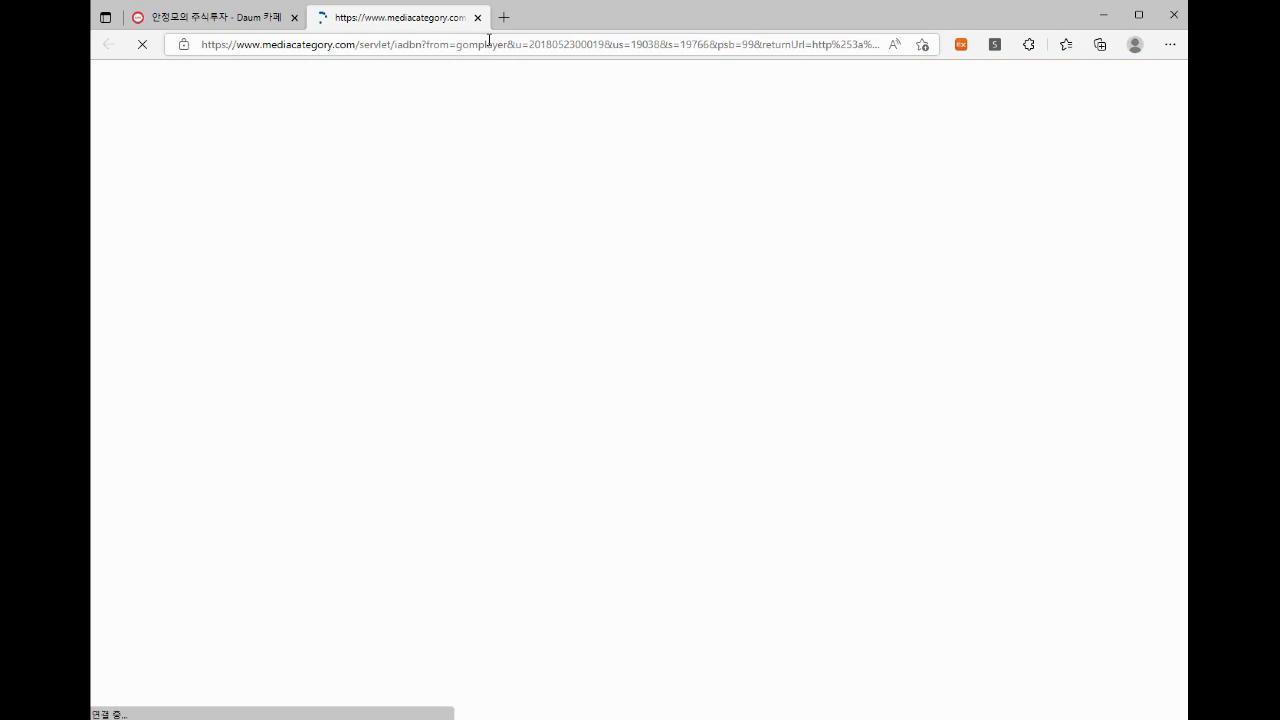 안정모의 주식투자 - Daum 카페
https://www.mediacategory.com
https://www.mediacategory.com/servlet/iadbn?from=gomplayer&u=20180523000019&us=19038&s=19766&psb=99&returnUrl=http%253a%...
연결 중...